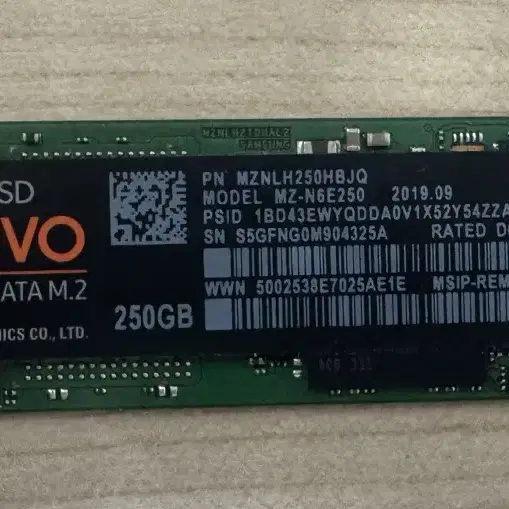 MZNLH210HAL2
SAMSUNG
SD
VO
ATA M.2
ICS CO., LTD.
250GB
PN MZNLH250HBJQ
MODEL MZ-N6E250 2019.09
PSID 1BD43EWYQDDA0V1X52Y54ZZA
SN S5GFNG0M904325A RATED D
WWN 5002538E7025AE1E MSIP-REM